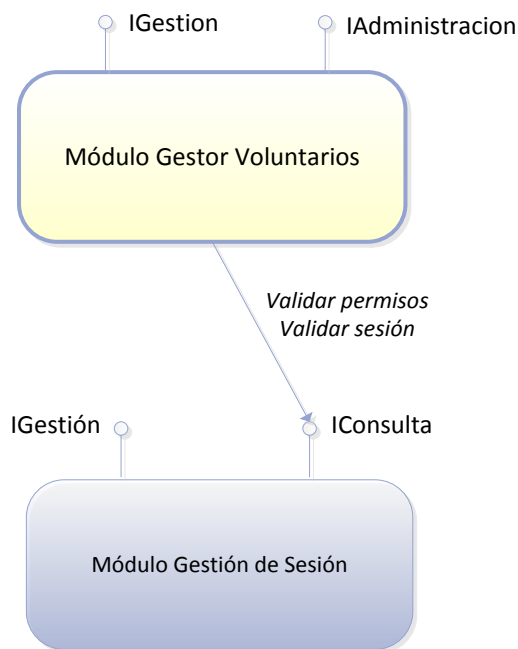 IGestion
IAdministracion
Módulo Gestor Voluntarios
Validar permisos
Validar sesión
IGestión
IConsulta
Módulo Gestión de Sesión